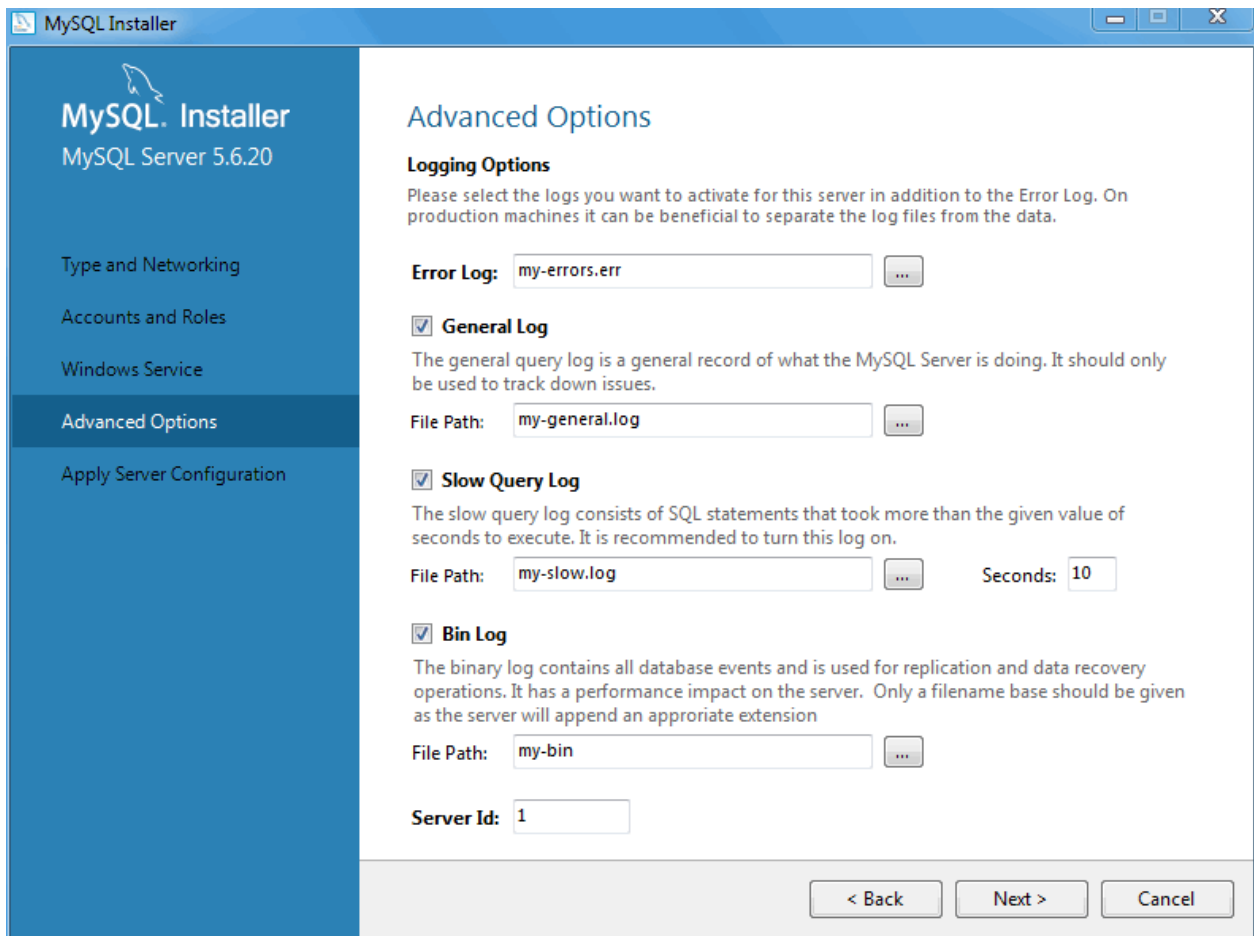 MySQL Installer
MySQL. Installer
MySQL Server 5.6.20
Type and Networking
Accounts and Roles
Windows Service
Advanced Options
Apply Server Configuration
Advanced Options
Logging Options
Please select the logs you want to activate for this server in addition to the Error Log. On
production machines it can be beneficial to separate the log files from the data.
Error Log: my-errors.err ...
General Log
The general query log is a general record of what the MySQL Server is doing. It should only
be used to track down issues.
File Path: my-general.log ...
Slow Query Log
The slow query log consists of SQL statements that took more than the given value of
seconds to execute. It is recommended to turn this log on.
File Path: my-slow.log ... Seconds: 10
Bin Log
The binary log contains all database events and is used for replication and data recovery
operations. It has a performance impact on the server.  Only a filename base should be given
as the server will append an approriate extension
File Path: my-bin ...
Server Id: 1
< Back Next > Cancel